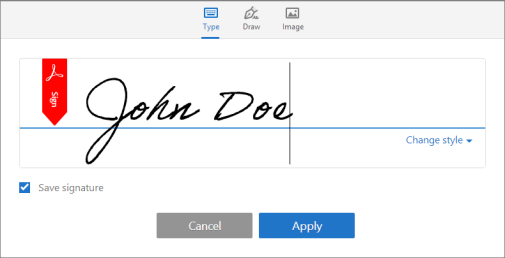 Type Draw Image
Sign
John Doe
Change style
Save signature
Cancel Apply